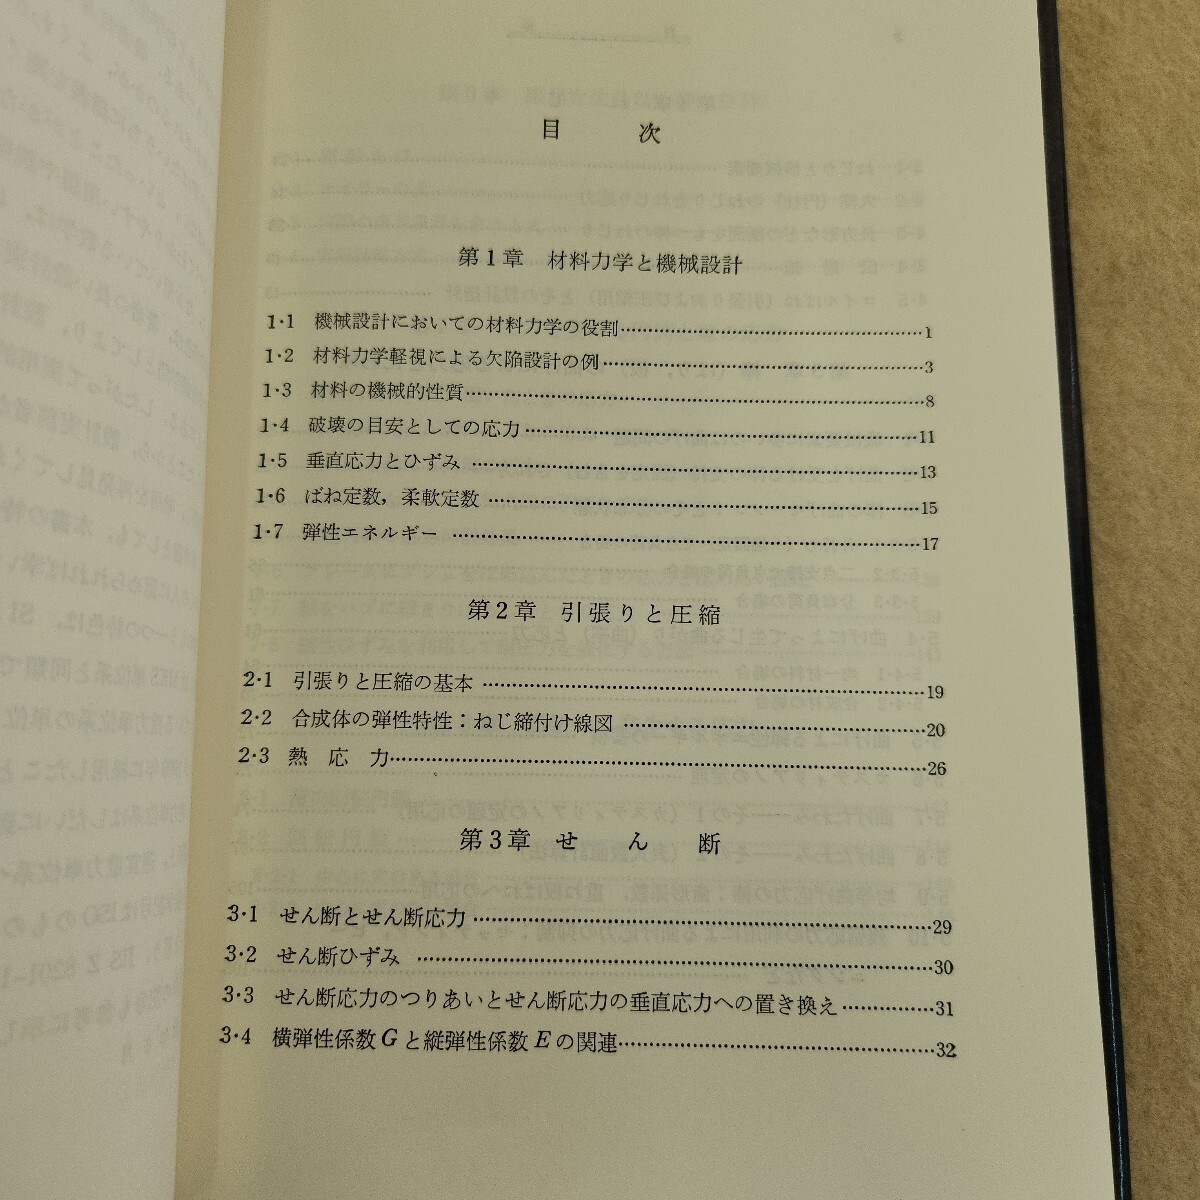 目次
第1章 材料力学と機械設計
1・1 機械設計においての材料力学の役割……………1
1・2 材料力学軽視による欠陥設計の例……………3
1・3 材料の機械的性質……………8
1・4 破壊の目安としての応力……………11
1・5 垂直応力とひずみ……………13
1・6 ばね定数，柔軟定数……………15
1・7 弾性エネルギー……………17
第2章 引張りと圧縮
2・1 引張りと圧縮の基本……………19
2・2 合成体の弾性特性：ねじ締付け線図……………20
2・3 熱応力……………26
第3章 せん断
3・1 せん断とせん断応力……………29
3・2 せん断ひずみ……………30
3・3 せん断応力のつりあいとせん断応力の垂直応力への置き換え……………31
3・4 横弾性係数Gと縦弾性係数Eの関連……………32